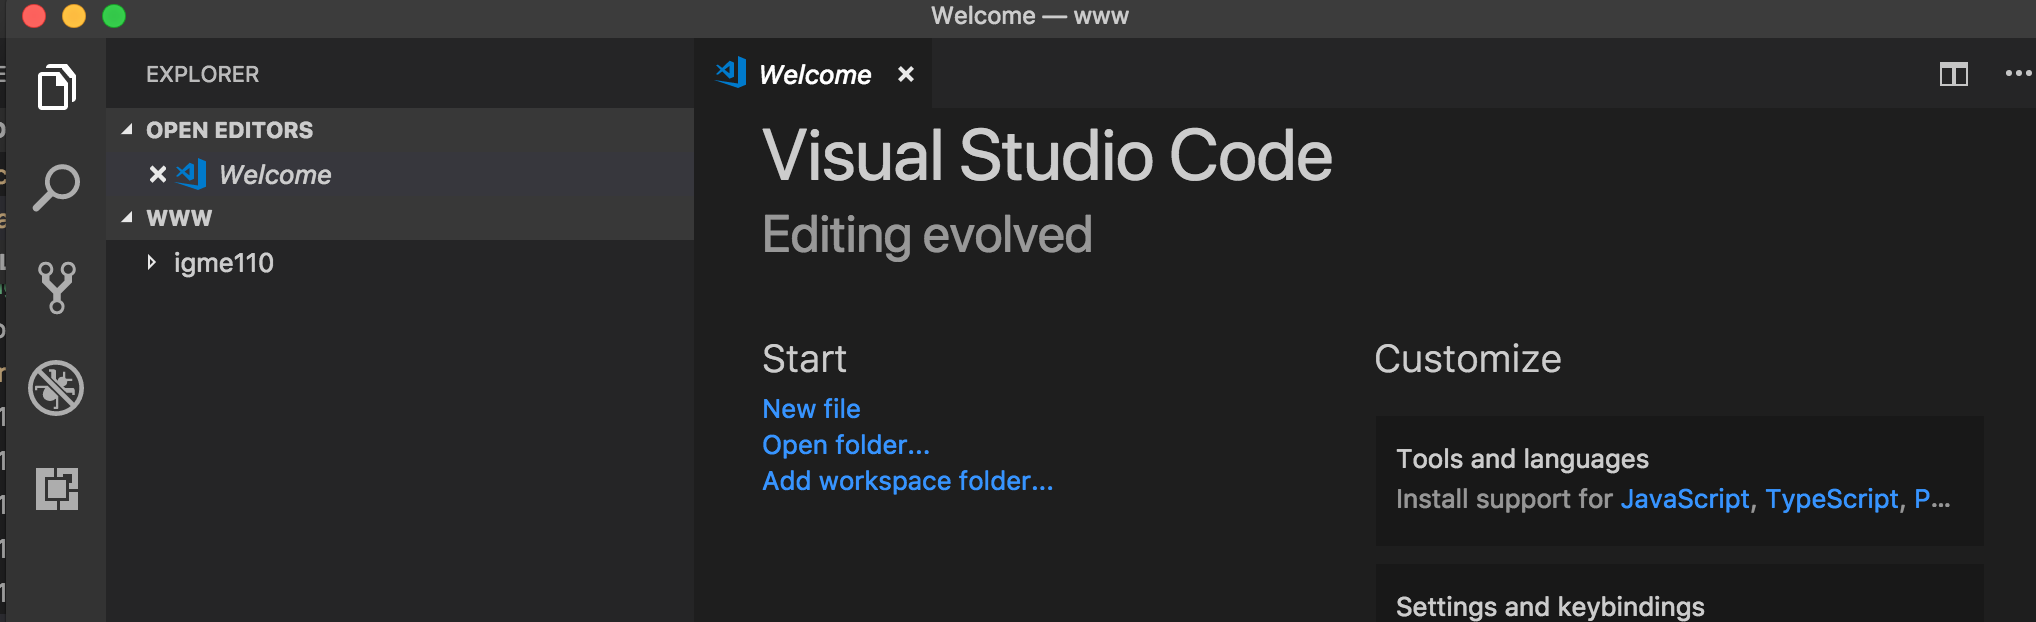 Welcome — www
EXPLORER
OPEN EDITORS
Welcome
WWW
igme110
Welcome
Visual Studio Code
Editing evolved
Start
New file
Open folder...
Add workspace folder...
Customize
Tools and languages
Install support for JavaScript, TypeScript, P...
Settings and keybindings